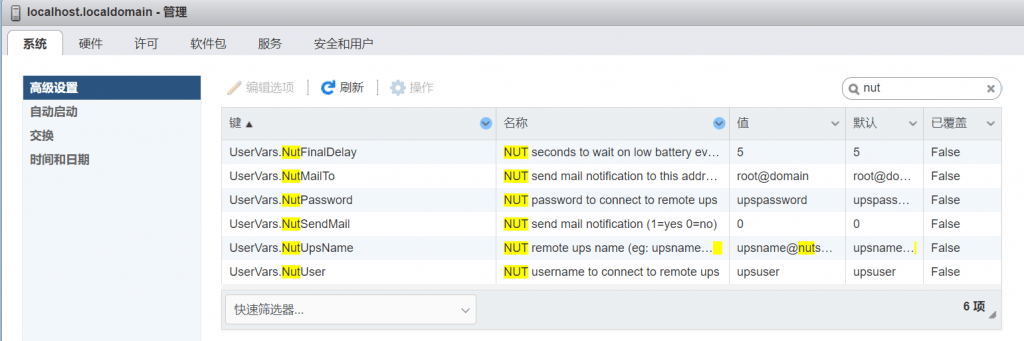 localhost.localdomain - 管理
系统 硬件 许可 软件包 服务 安全和用户
高级设置
自动启动
交换
时间和日期
编辑选项 刷新 操作 nut
键 名称 值 默认 已覆盖
UserVars.NutFinalDelay NUT seconds to wait on low battery ev... 5 5 False
UserVars.NutMailTo NUT send mail notification to this addr... root@domain root@do... False
UserVars.NutPassword NUT password to connect to remote ups upspassword upspass... False
UserVars.NutSendMail NUT send mail notification (1=yes 0=no) 0 0 False
UserVars.NutUpsName NUT remote ups name (eg: upsname... upsname@nuts... upsname... False
UserVars.NutUser NUT username to connect to remote ups upsuser upsuser False
快速筛选器... 6 项